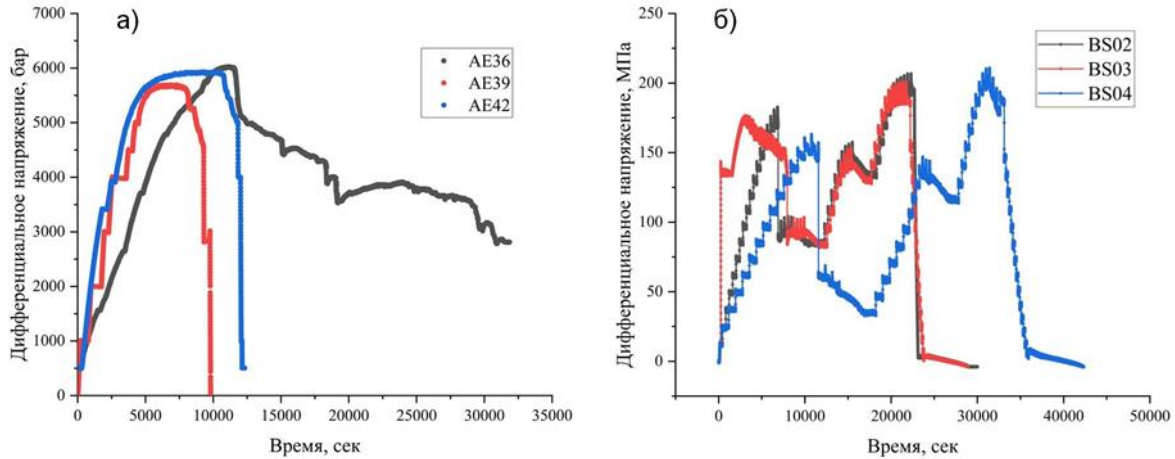 а)
Дифференциальное напряжение, бар
7000
6000
5000
4000
3000
2000
1000
0
AE36
AE39
AE42
0 5000 10000 15000 20000 25000 30000 35000
Время, сек
б)
Дифференциальное напряжение, МПа
250
200
150
100
50
0
BS02
BS03
BS04
0 10000 20000 30000 40000 50000
Время, сек